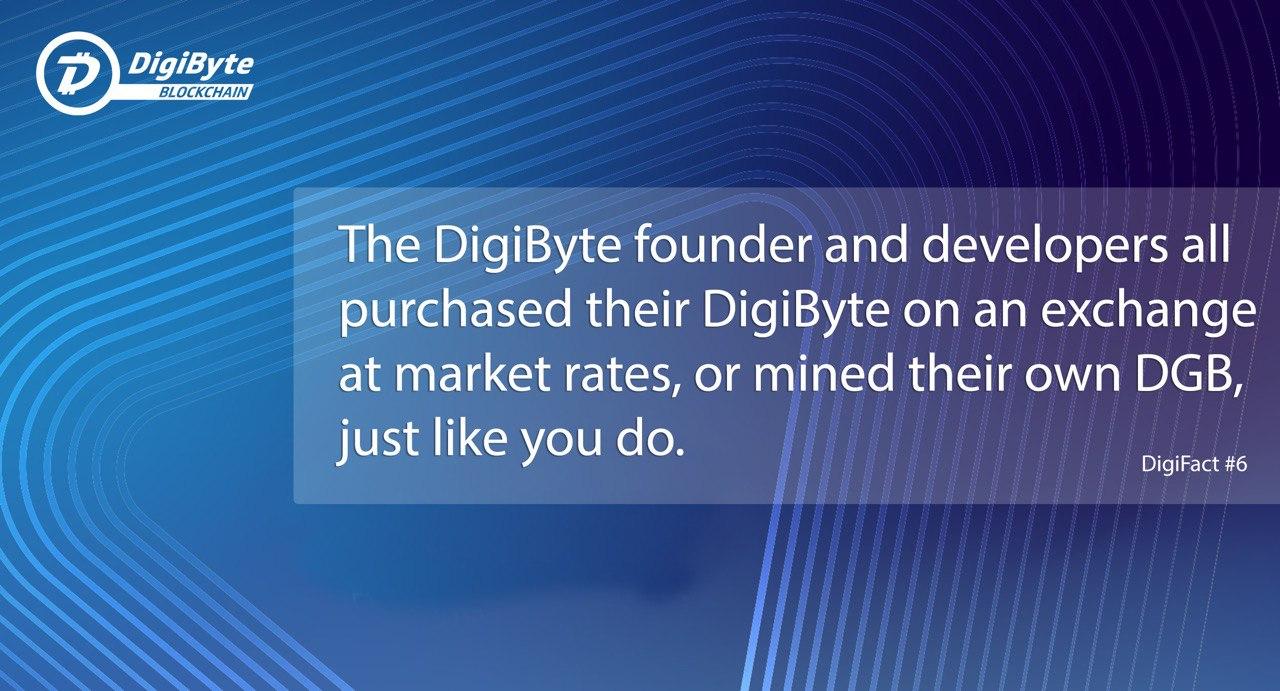 DigiByte
BLOCKCHAIN
The DigiByte founder and developers all
purchased their DigiByte on an exchange
at market rates, or mined their own DGB,
just like you do.
DigiFact #6